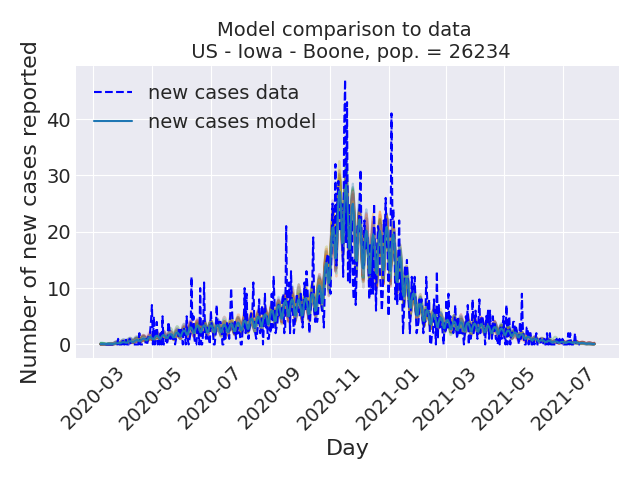 Model comparison to data
US - Iowa - Boone, pop. = 26234
Number of new cases reported
new cases data
new cases model
40
30
20
10
0
2020-03
2020-05
2020-07
2020-09
2020-11
2021-01
2021-03
2021-05
2021-07
Day